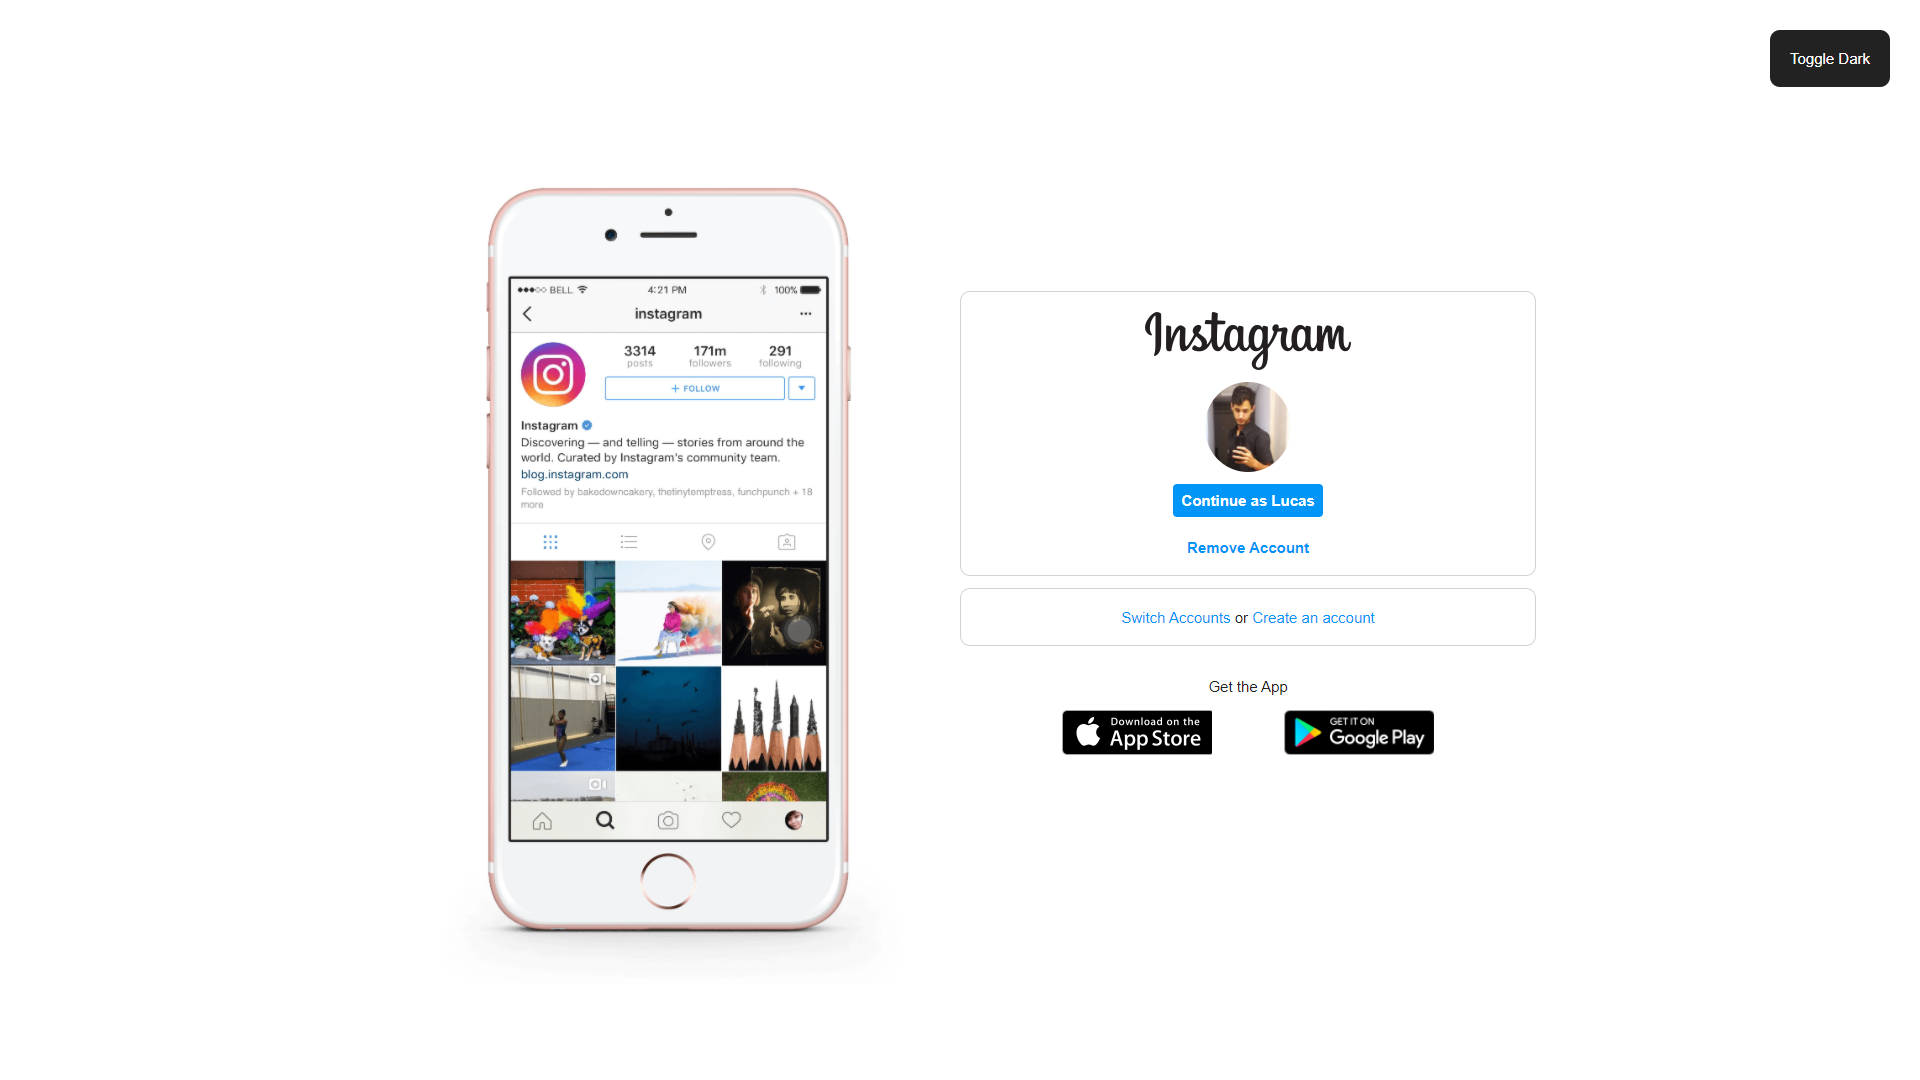 Toggle Dark
BELL
4:21 PM
100%
instagram
3314
posts
171m
followers
291
following
+ FOLLOW
Instagram
Discovering — and telling — stories from around the
world. Curated by Instagram's community team.
blog.instagram.com
Followed by bakedowncakery, thetinytemptress, funchpunch + 18
more
Instagram
Continue as Lucas
Remove Account
Switch Accounts or Create an account
Get the App
Download on the
App Store
GET IT ON
Google Play